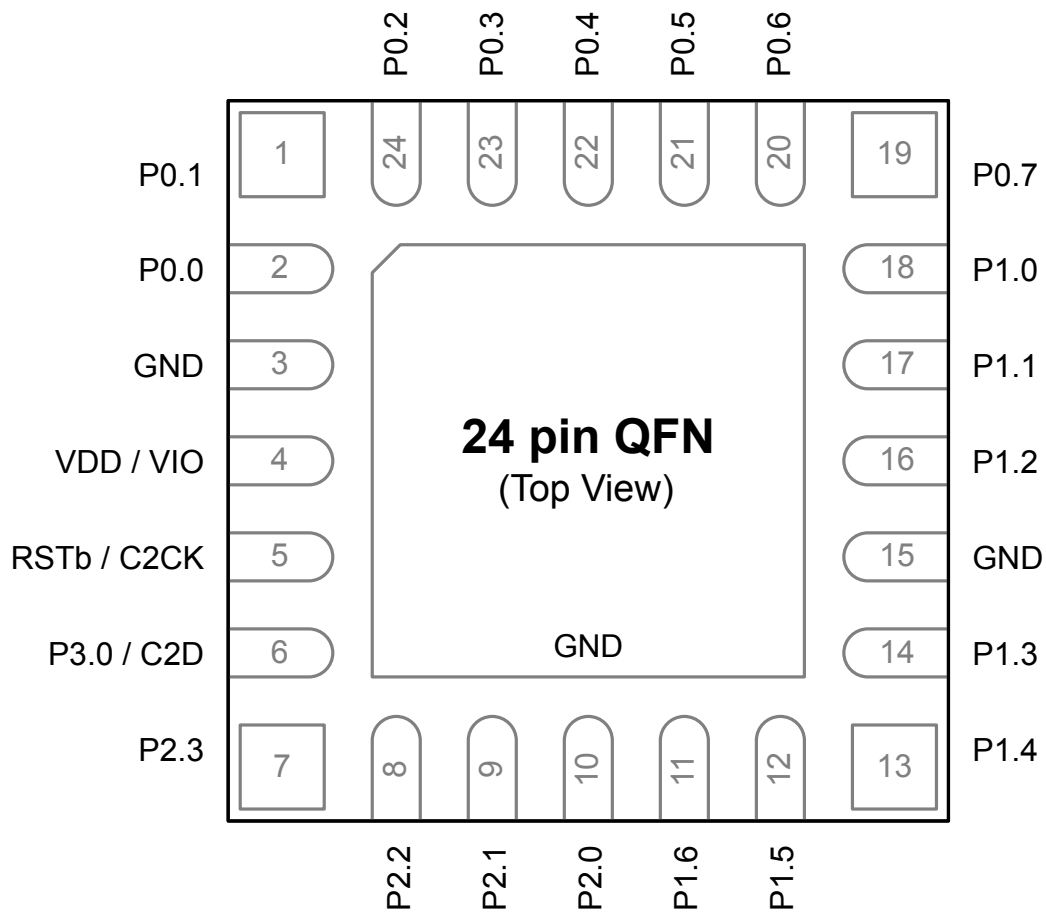 P0.2
P0.3
P0.4
P0.5
P0.6
1
24
23
22
21
20
19
P0.1
P0.7
P0.0
2
18
P1.0
GND
3
17
P1.1
24 pin QFN
(Top View)
VDD / VIO
4
16
P1.2
RSTb / C2CK
5
15
GND
P3.0 / C2D
6
GND
14
P1.3
P2.3
7
8
9
10
11
12
13
P1.4
P2.2
P2.1
P2.0
P1.6
P1.5